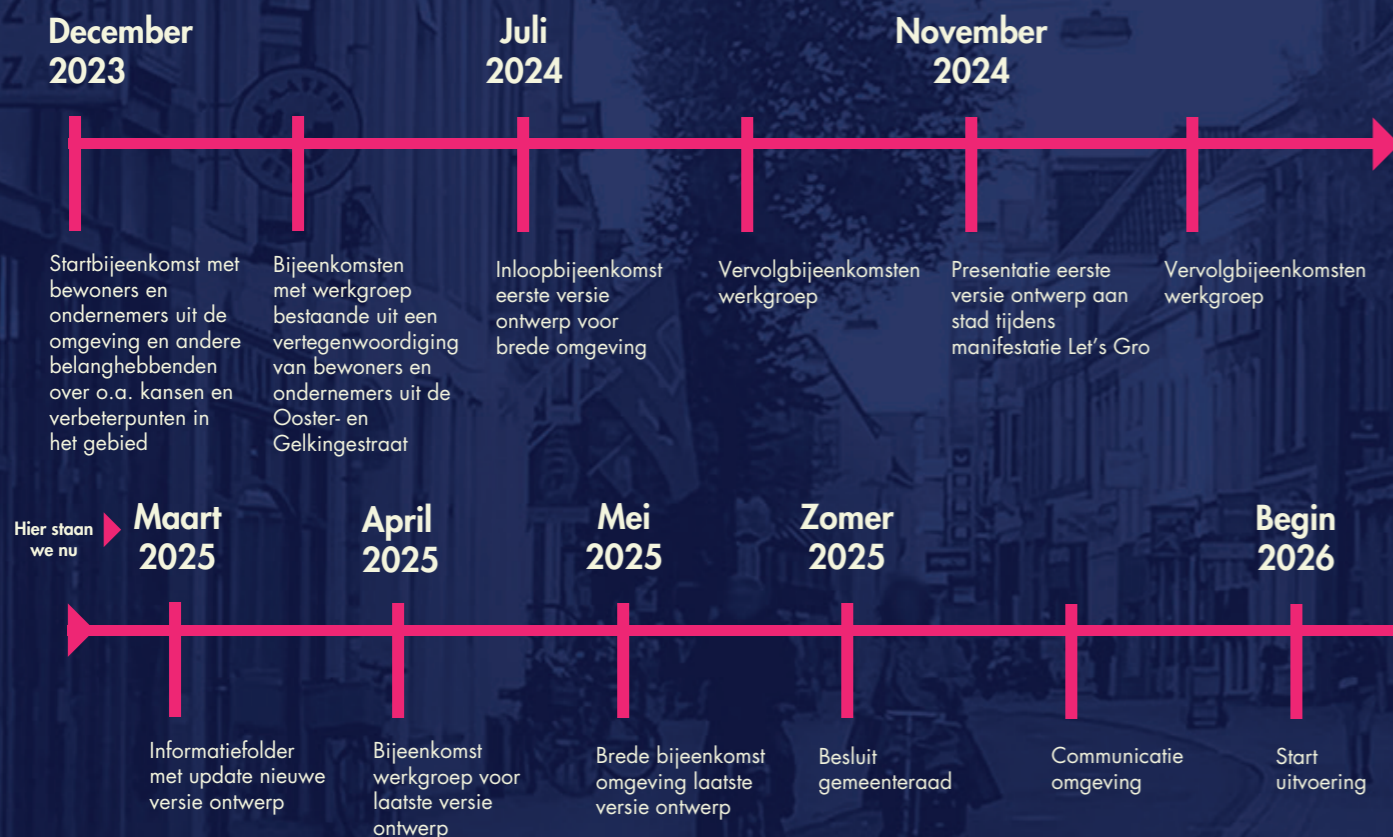 December
2023
Juli
2024
November
2024
Startbijeenkomst met
bewoners en
ondernemers uit de
omgeving en andere
belanghebbenden
over o.a. kansen en
verbeterpunten in
het gebied
Bijeenkomsten
met werkgroep
bestaande uit een
vertegenwoordiging
van bewoners en
ondernemers uit de
Ooster- en
Gelkingestraat
Inloopbijeenkomst
eerste versie
ontwerp voor
brede omgeving
Vervolgbijeenkomsten
werkgroep
Presentatie eerste
versie ontwerp aan
stad tijdens
manifestatie Let's Gro
Vervolgbijeenkomsten
werkgroep
Hier staan
we nu
Maart
2025
April
2025
Mei
2025
Zomer
2025
Begin
2026
Informatiefolder
met update nieuwe
versie ontwerp
Bijeenkomst
werkgroep voor
laatste versie
ontwerp
Brede bijeenkomst
omgeving laatste
versie ontwerp
Besluit
gemeenteraad
Communicatie
omgeving
Start
uitvoering